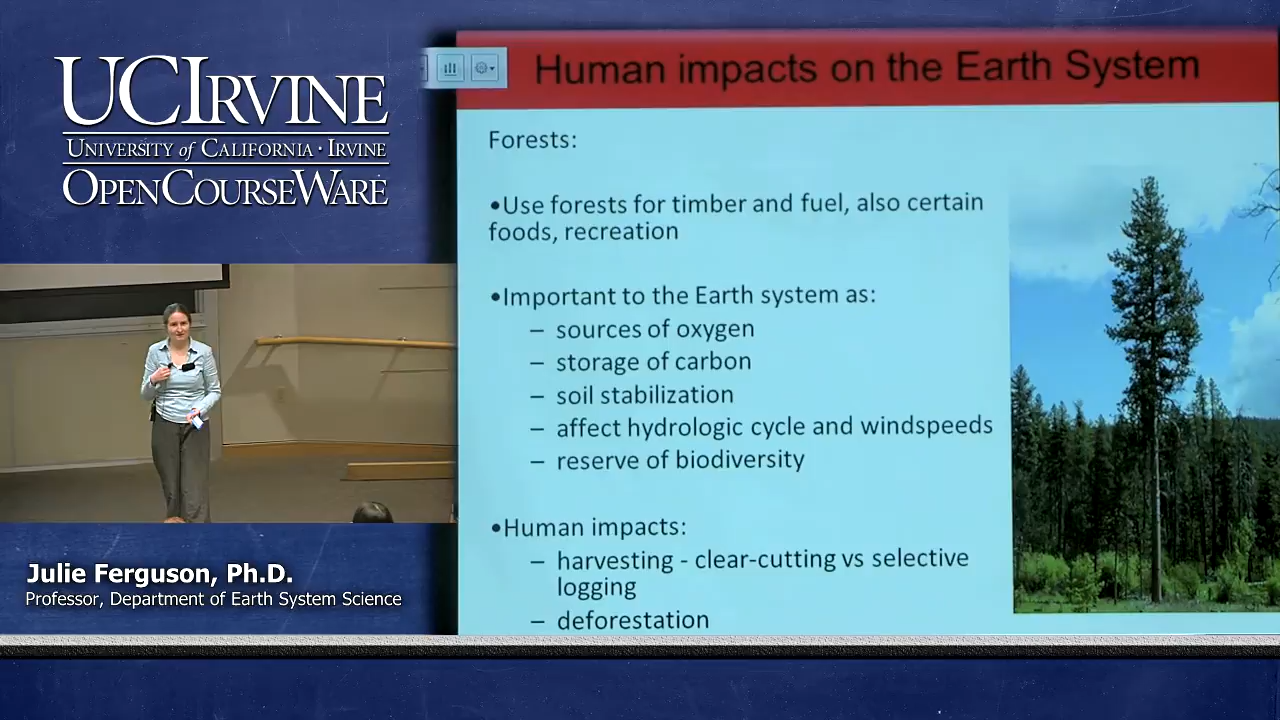 UCIRVINE
UNIVERSITY of CALIFORNIA · IRVINE
OPENCOURSEWARE
Julie Ferguson, Ph.D.
Professor, Department of Earth System Science
Human impacts on the Earth System
Forests:
•Use forests for timber and fuel, also certain
foods, recreation
•Important to the Earth system as:
– sources of oxygen
– storage of carbon
– soil stabilization
– affect hydrologic cycle and windspeeds
– reserve of biodiversity
•Human impacts:
– harvesting - clear-cutting vs selective
logging
– deforestation